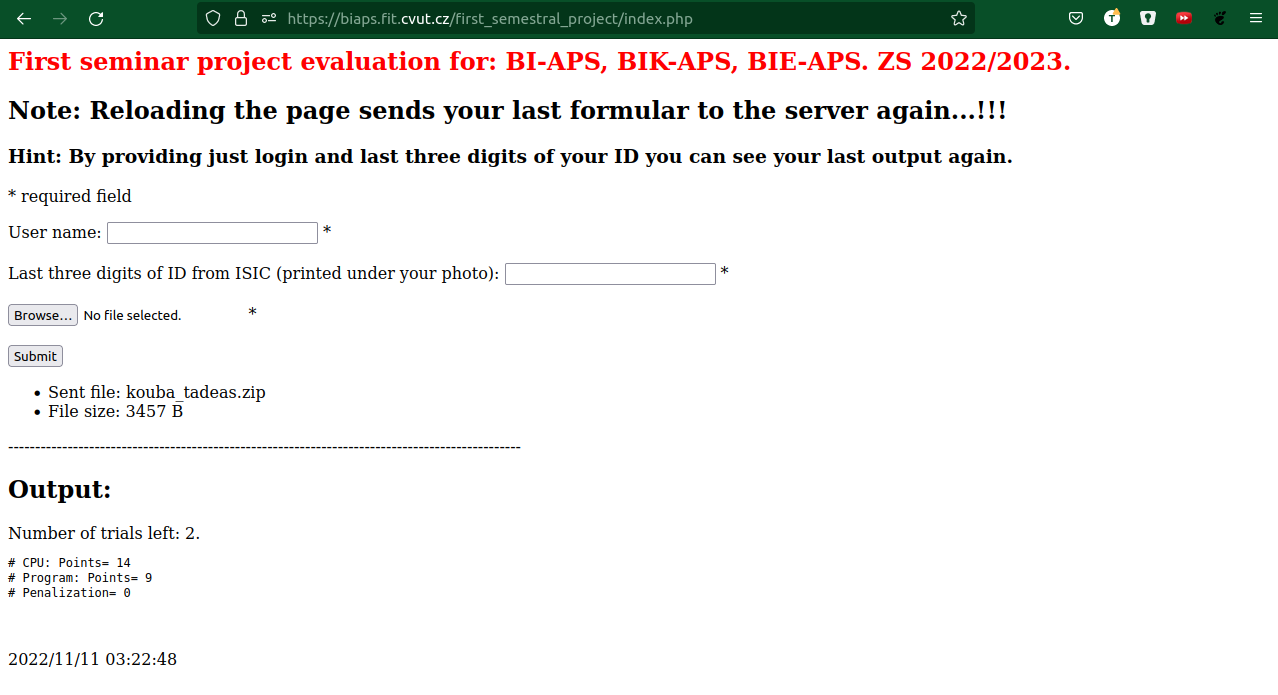 https://biaps.fit.cvut.cz/first_semestral_project/index.php
T
First seminar project evaluation for: BI-APS, BIK-APS, BIE-APS. ZS 2022/2023.
Note: Reloading the page sends your last formular to the server again...!!!
Hint: By providing just login and last three digits of your ID you can see your last output again.
* required field
User name: *
Last three digits of ID from ISIC (printed under your photo): *
Browse... No file selected. *
Submit
• Sent file: kouba_tadeas.zip
• File size: 3457 B
------------------------------------------------------------------------------------------------
Output:
Number of trials left: 2.
# CPU: Points= 14
# Program: Points= 9
# Penalization= 0
2022/11/11 03:22:48